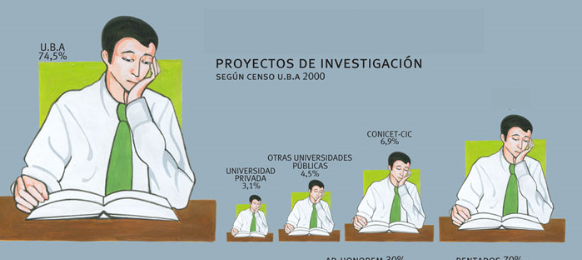 U.B.A
74,5%
PROYECTOS DE INVESTIGACIÓN
SEGÚN CENSO U.B.A 2000
UNIVERSIDAD
PRIVADA
3,1%
OTRAS UNIVERSIDADES
PÚBLICAS
4,5%
CONICET-CIC
6,9%
AD HONOREM 30%
RENTADOS 70%